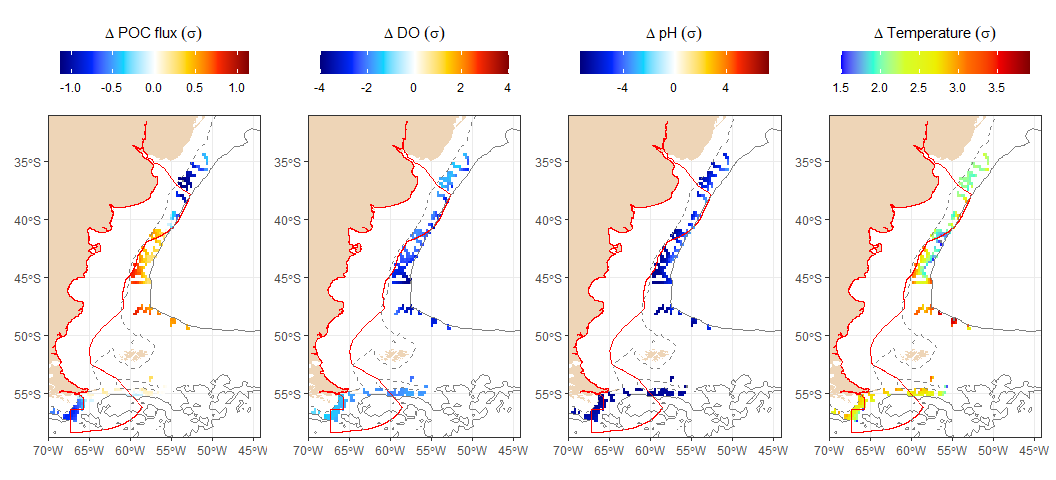 Δ POC flux (σ) Δ DO (σ) Δ pH (σ) Δ Temperature (σ)
-1.0 -0.5 0.0 0.5 1.0 -4 -2 0 2 4 -4 0 4 1.5 2.0 2.5 3.0 3.5
35°S 35°S 35°S 35°S
40°S 40°S 40°S 40°S
45°S 45°S 45°S 45°S
50°S 50°S 50°S 50°S
55°S 55°S 55°S 55°S
70°W 65°W 60°W 55°W 50°W 45°W 70°W 65°W 60°W 55°W 50°W 45°W 70°W 65°W 60°W 55°W 50°W 45°W 70°W 65°W 60°W 55°W 50°W 45°W